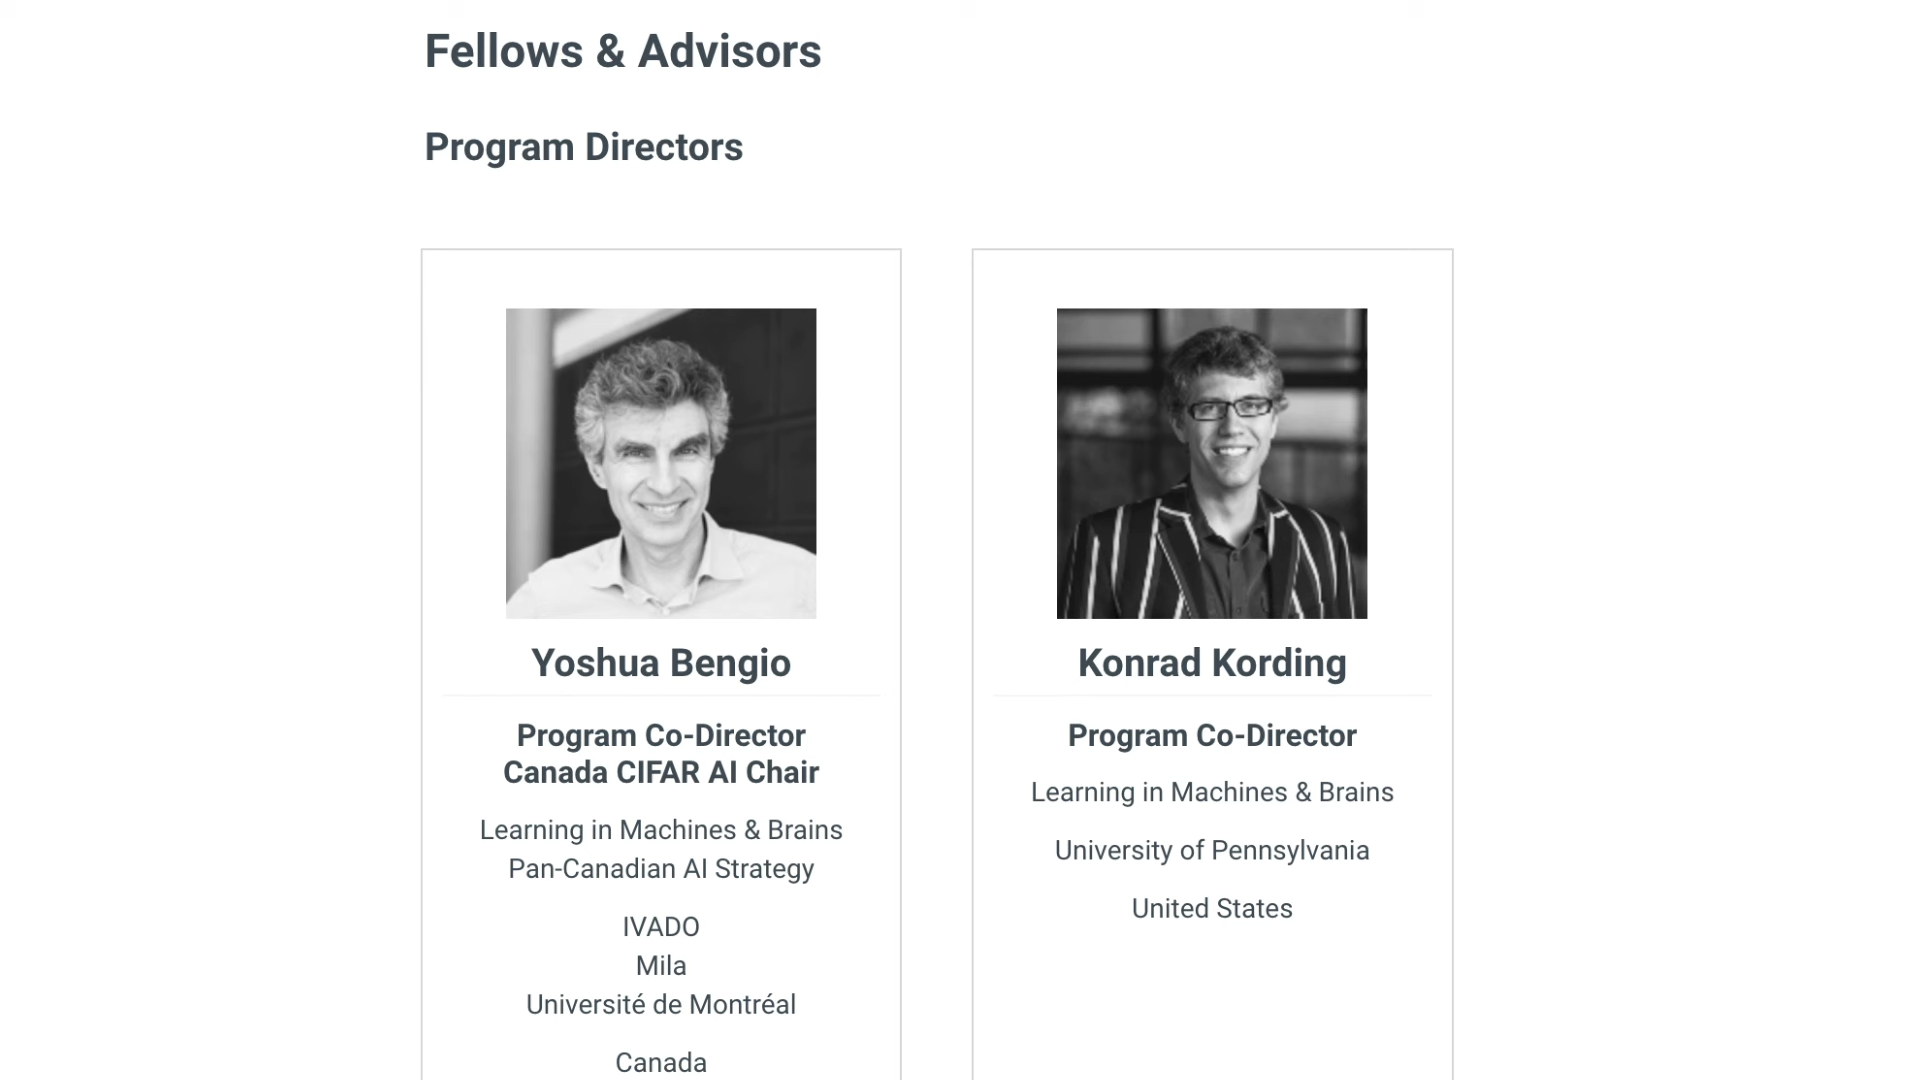 Fellows & Advisors
Program Directors
Yoshua Bengio
Program Co-Director
Canada CIFAR AI Chair
Learning in Machines & Brains
Pan-Canadian AI Strategy
IVADO
Mila
Université de Montréal
Canada
Konrad Kording
Program Co-Director
Learning in Machines & Brains
University of Pennsylvania
United States